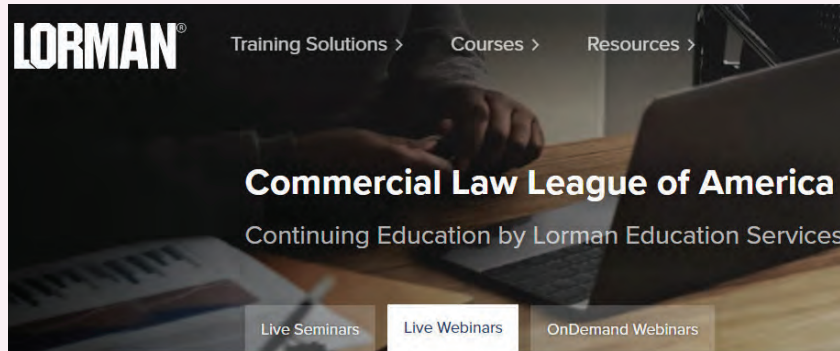 LORMAN®
Training Solutions >
Courses >
Resources >
Commercial Law League of America
Continuing Education by Lorman Education Services
Live Seminars
Live Webinars
OnDemand Webinars